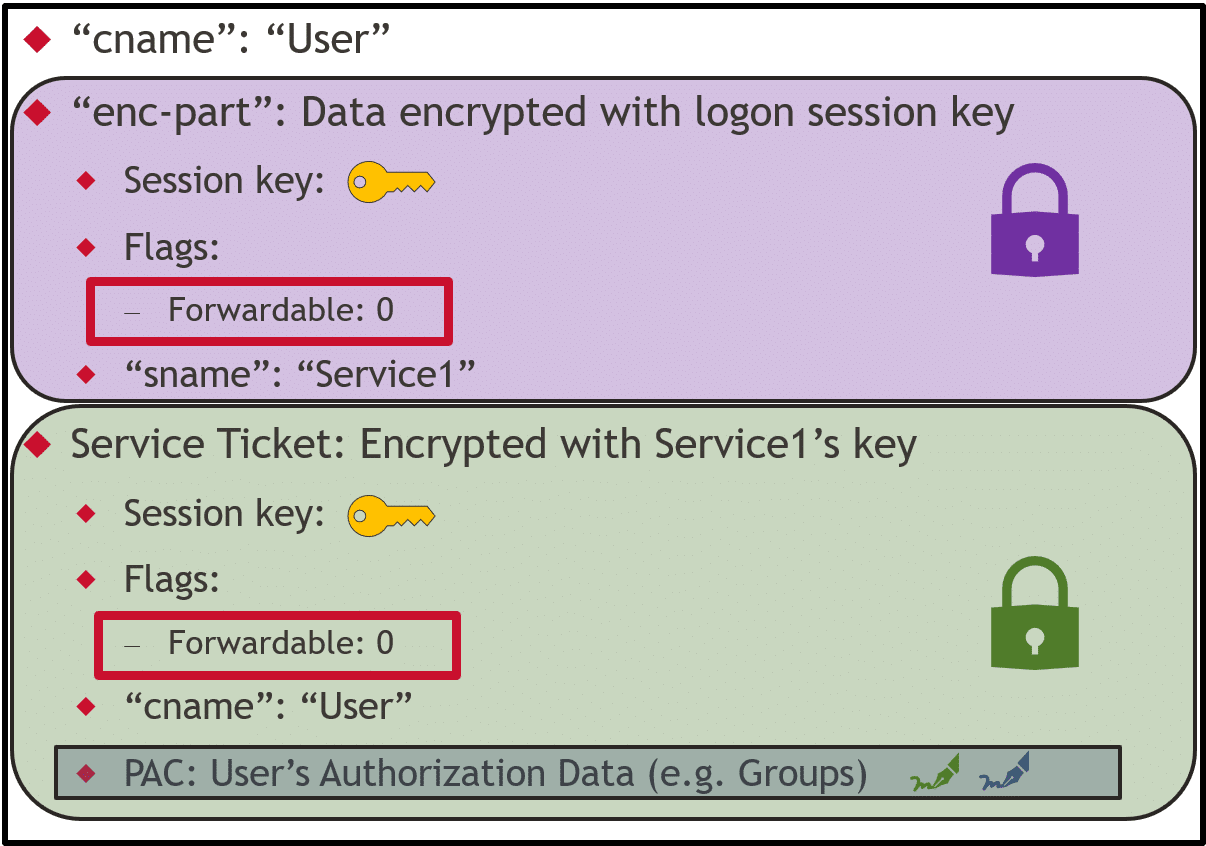 “cname”: “User”
“enc-part”: Data encrypted with logon session key
Session key:
Flags:
– Forwardable: 0
“sname”: “Service1”
Service Ticket: Encrypted with Service1’s key
Session key:
Flags:
– Forwardable: 0
“cname”: “User”
PAC: User’s Authorization Data (e.g. Groups)